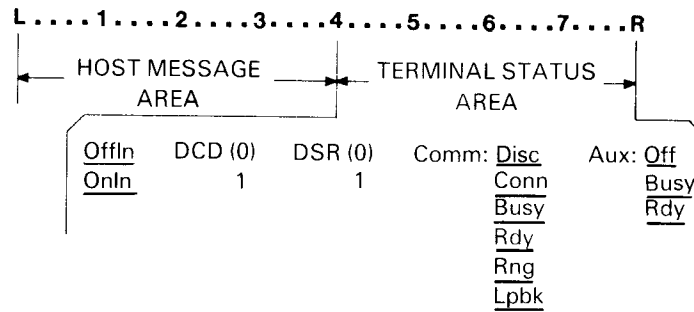 L....1....2....3....4....5....6....7....R
HOST MESSAGE AREA
TERMINAL STATUS AREA
Offln DCD (0) DSR (0) Comm: Disc Aux: Off
Onln 1 1 Conn Busy
Busy Rdy
Rdy
Rng
Lpbk